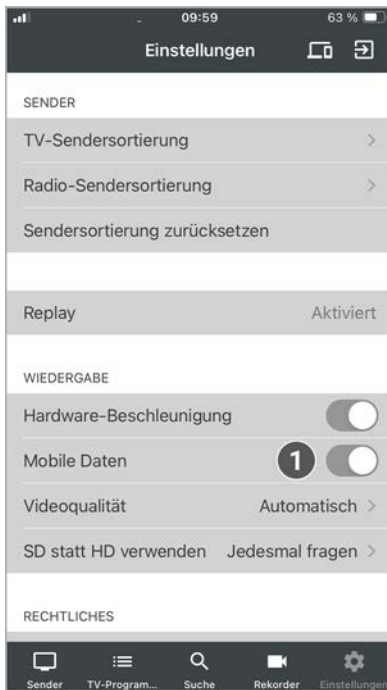 09:59 63 %
Einstellungen
SENDER
TV-Sendersortierung
Radio-Sendersortierung
Sendersortierung zurücksetzen
Replay Aktiviert
WIEDERGABE
Hardware-Beschleunigung
Mobile Daten 1
Videoqualität Automatisch
SD statt HD verwenden Jedesmal fragen
RECHTLICHES
Sender TV-Program... Suche Rekorder Einstellungen